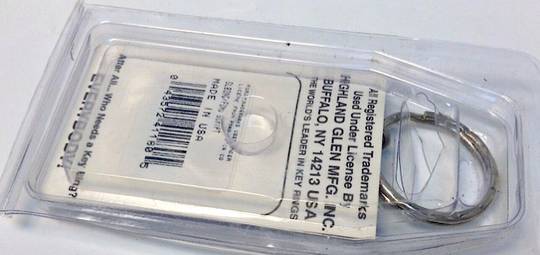 After All... Who Needs a Key Ring?
EVERYBODY!
MADE IN USA
All Registered Trademarks
Used Under License By
HIGHLAND GLEN MFG. INC.
BUFFALO, NY 14213 USA
THE WORLD'S LEADER IN KEY RINGS